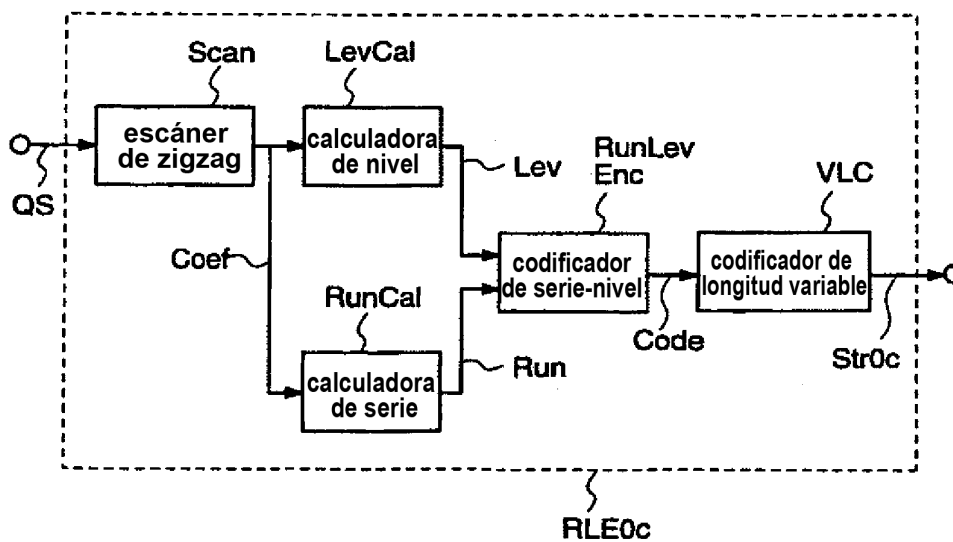 Scan
LevCal
escáner
de zigzag
calculadora
de nivel
QS
Lev
RunLev
Enc
VLC
Coef
codificador
de serie-nivel
codificador de
longitud variable
RunCal
Code
Str0c
calculadora
de serie
Run
RLE0c